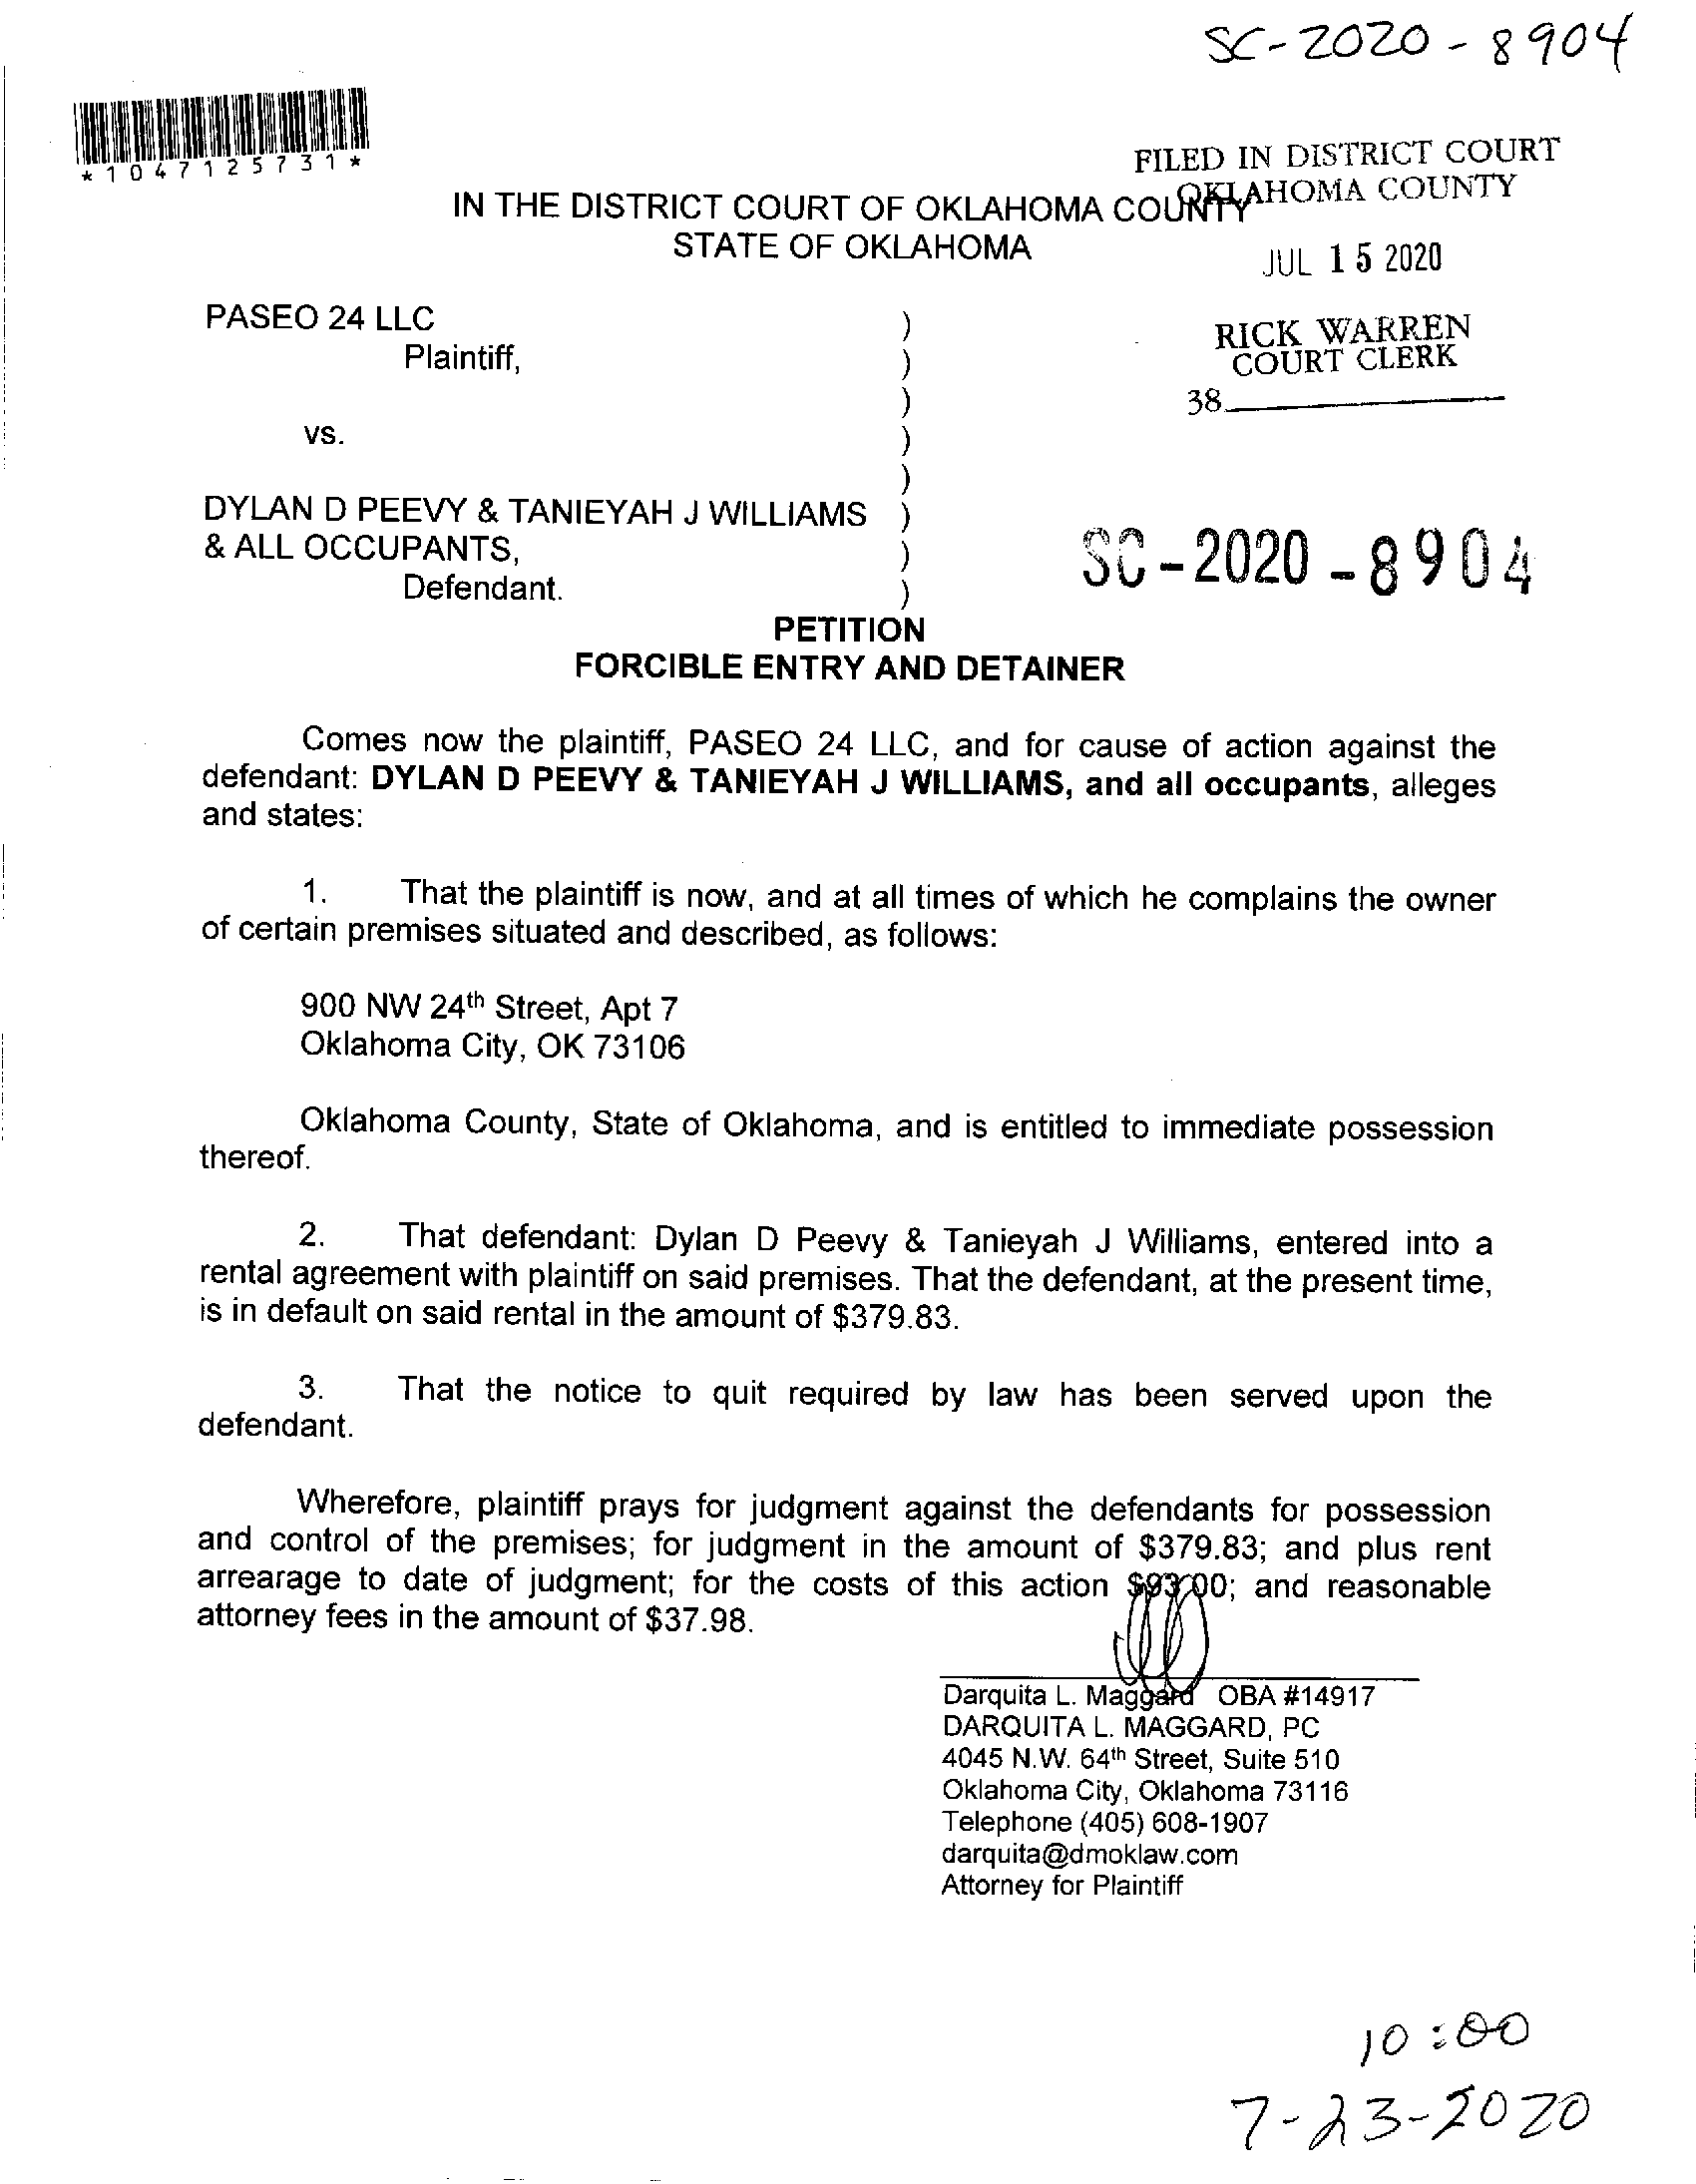 SC-2020-8904
*1047125731*
FILED IN DISTRICT COURT
OKLAHOMA COUNTY
IN THE DISTRICT COURT OF OKLAHOMA COUNTY
STATE OF OKLAHOMA
JUL 15 2020
PASEO 24 LLC )
Plaintiff, )
)
RICK WARREN
COURT CLERK
38
vs. )
)
DYLAN D PEEVY & TANIEYAH J WILLIAMS )
& ALL OCCUPANTS, )
Defendant. )
SC-2020-8904
PETITION
FORCIBLE ENTRY AND DETAINER
Comes now the plaintiff, PASEO 24 LLC, and for cause of action against the
defendant: DYLAN D PEEVY & TANIEYAH J WILLIAMS, and all occupants, alleges
and states:
1. That the plaintiff is now, and at all times of which he complains the owner
of certain premises situated and described, as follows:
900 NW 24th Street, Apt 7
Oklahoma City, OK 73106
Oklahoma County, State of Oklahoma, and is entitled to immediate possession
thereof.
2. That defendant: Dylan D Peevy & Tanieyah J Williams, entered into a
rental agreement with plaintiff on said premises. That the defendant, at the present time,
is in default on said rental in the amount of $379.83.
3. That the notice to quit required by law has been served upon the
defendant.
Wherefore, plaintiff prays for judgment against the defendants for possession
and control of the premises; for judgment in the amount of $379.83; and plus rent
arrearage to date of judgment; for the costs of this action $93.00; and reasonable
attorney fees in the amount of $37.98.
Darquita L. Maggard OBA #14917
DARQUITA L. MAGGARD, PC
4045 N.W. 64th Street, Suite 510
Oklahoma City, Oklahoma 73116
Telephone (405) 608-1907
darquita@dmoklaw.com
Attorney for Plaintiff
10:00
7-23-2020